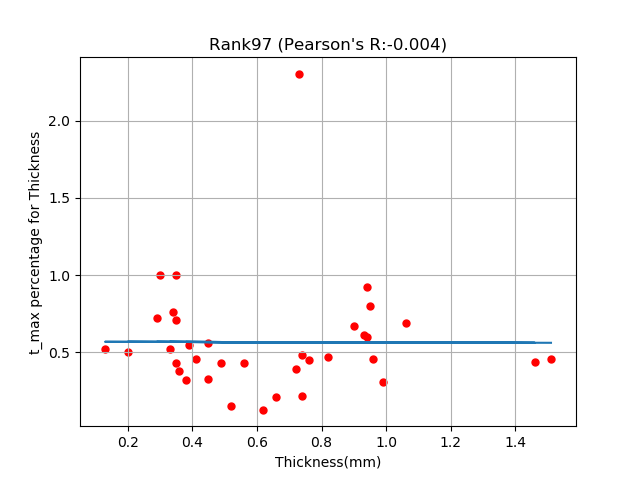 Rank97 (Pearson's R:-0.004)
t_max percentage for Thickness
2.0
1.5
1.0
0.5
0.2 0.4 0.6 0.8 1.0 1.2 1.4
Thickness(mm)